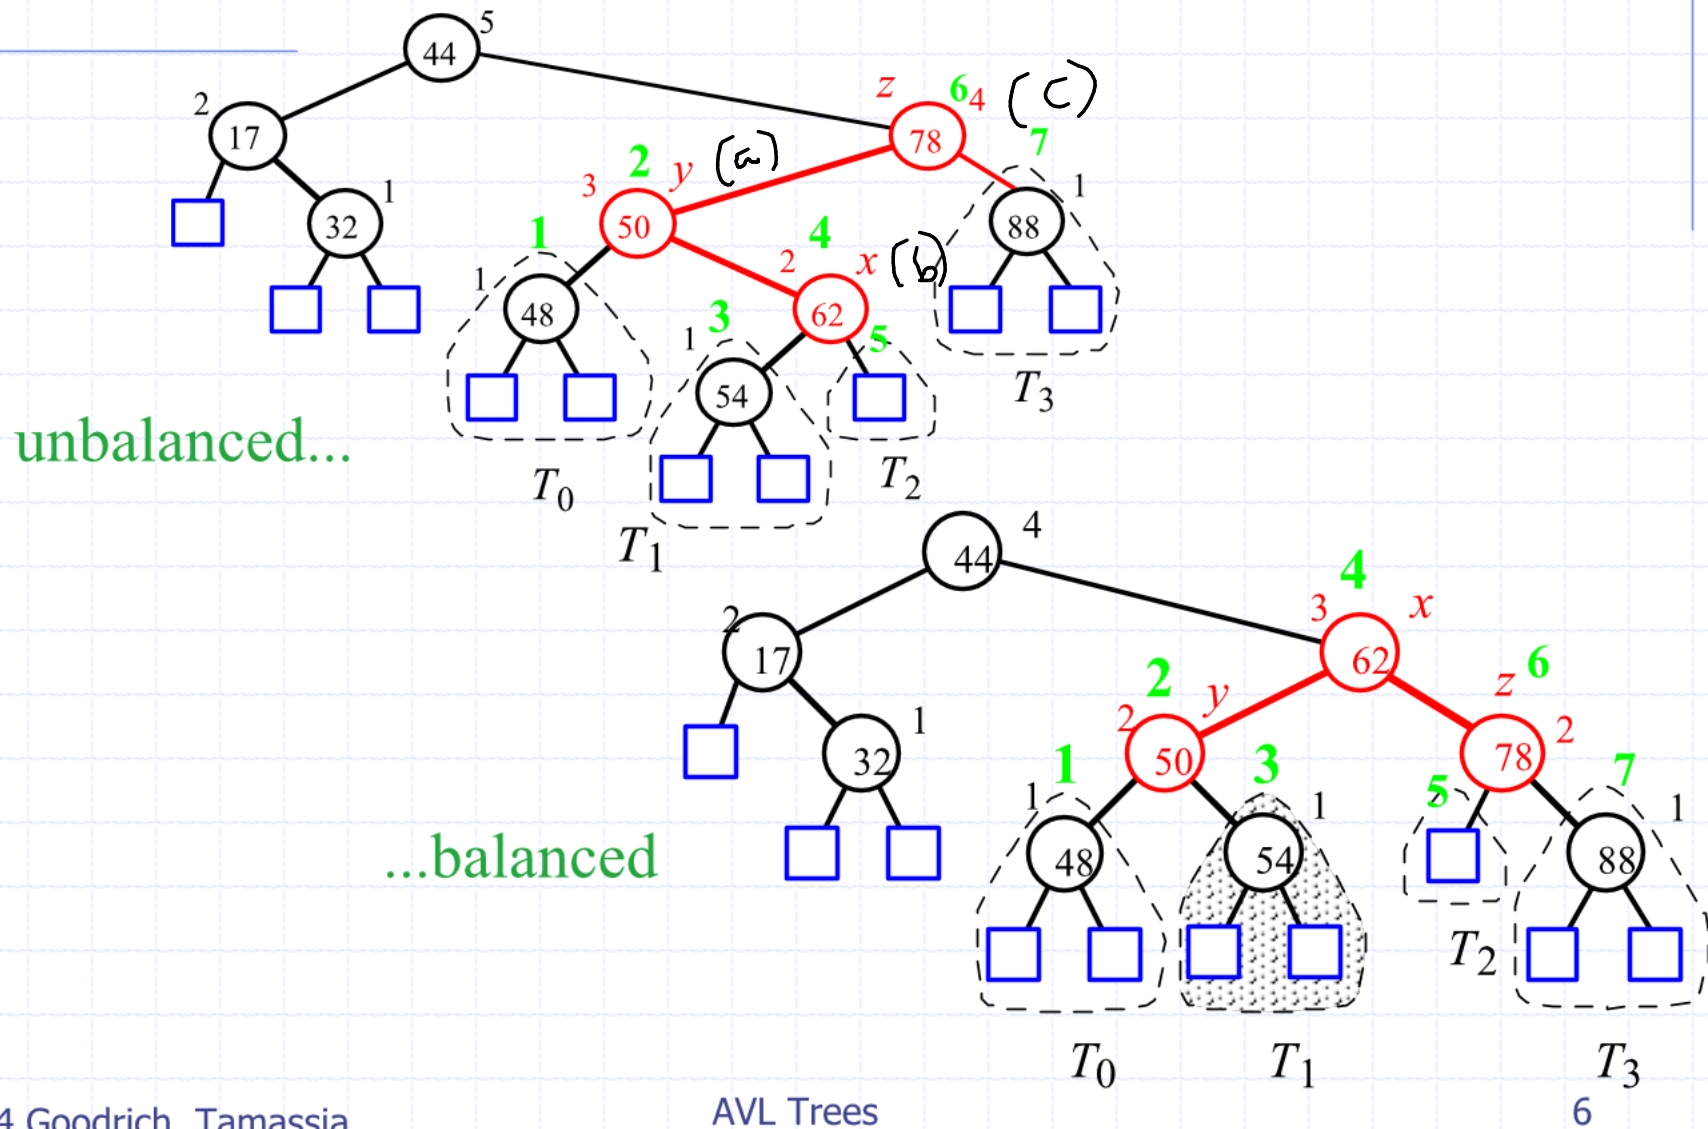 44 5
2 17
32 1
z 6 4 (c)
78
7
88 1
2 y (a)
3 50
1
1 48
4
2 x (b)
62
3
1 54
5
T0
T1
T2
T3
unbalanced...
44 4
2 17
32 1
4
3 x
62
2 y
2 50
z 6
78 2
1
1 48
3
54 1
5
7
88 1
...balanced
T0
T1
T2
T3
4 Goodrich, Tamassia
AVL Trees
6